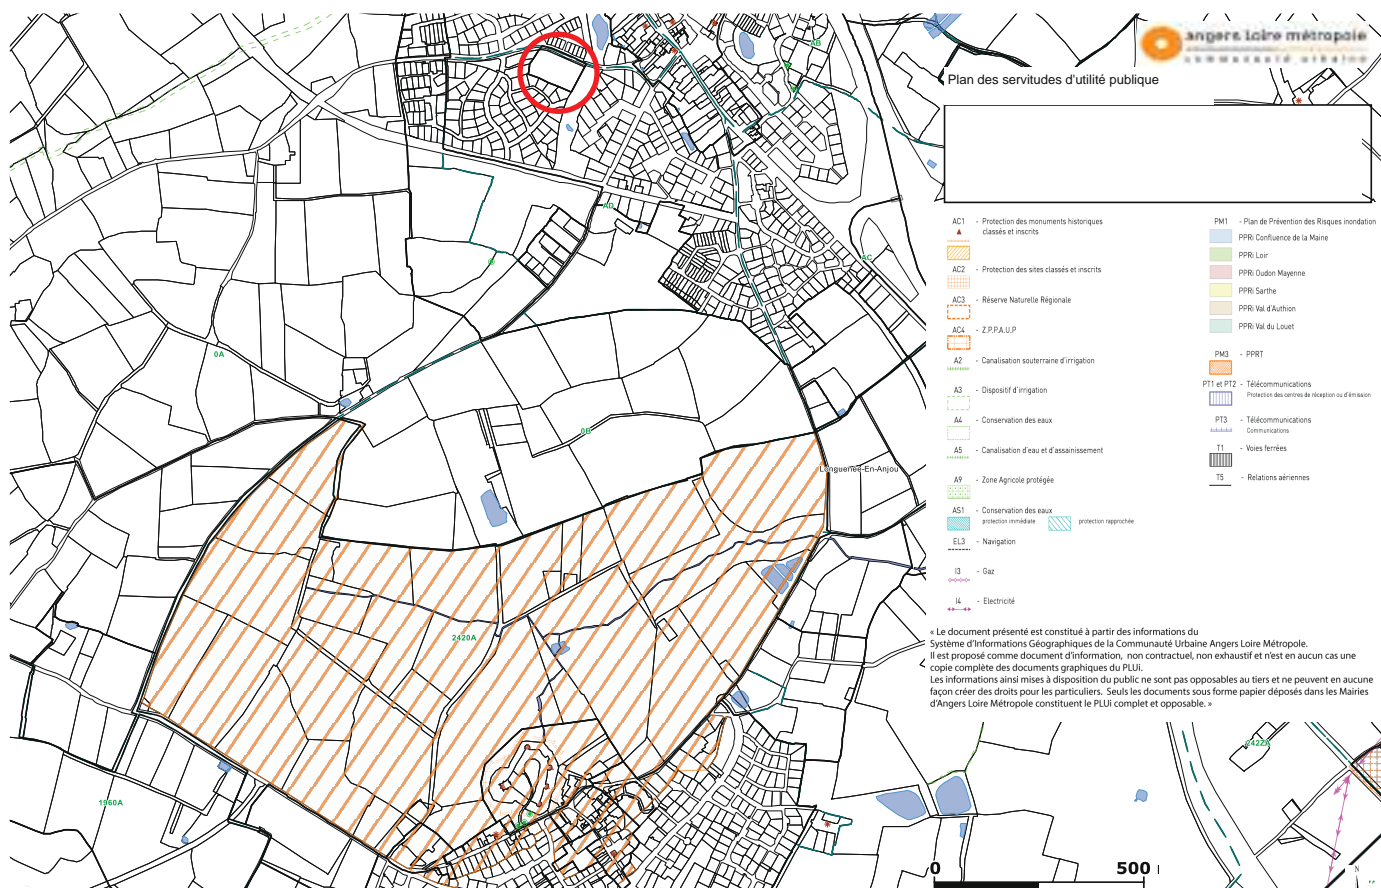 angers Loire métropole
communauté urbaine
Plan des servitudes d'utilité publique
AC1 - Protection des monuments historiques
classés et inscrits
AC2 - Protection des sites classés et inscrits
AC3 - Réserve Naturelle Régionale
AC4 - Z.P.P.A.U.P
A2 - Canalisation souterraine d'irrigation
A3 - Dispositif d'irrigation
A4 - Conservation des eaux
A5 - Canalisation d'eau et d'assainissement
A9 - Zone Agricole protégée
AS1 - Conservation des eaux
protection immédiate
protection rapprochée
EL3 - Navigation
I3 - Gaz
I4 - Electricité
PM1 - Plan de Prévention des Risques inondation
PPRi Confluence de la Maine
PPRi Loir
PPRi Oudon Mayenne
PPRi Sarthe
PPRi Val d'Authion
PPRi Val du Louet
PM3 - PPRT
PT1 et PT2 - Télécommunications
Protection des centres de réception ou d'émission
PT3 - Télécommunications
Communications
T1 - Voies ferrées
T5 - Relations aériennes
« Le document présenté est constitué à partir des informations du
Système d'Informations Géographiques de la Communauté Urbaine Angers Loire Métropole.
Il est proposé comme document d'information, non contractuel, non exhaustif et n'est en aucun cas une
copie complète des documents graphiques du PLUi.
Les informations ainsi mises à disposition du public ne sont pas opposables au tiers et ne peuvent en aucune
façon créer des droits pour les particuliers. Seuls les documents sous forme papier déposés dans les Mairies
d'Angers Loire Métropole constituent le PLUi complet et opposable. »
AB
AD
AC
0A
0B
Longuenée-En-Anjou
2420A
1960A
242ZX
0 500
N